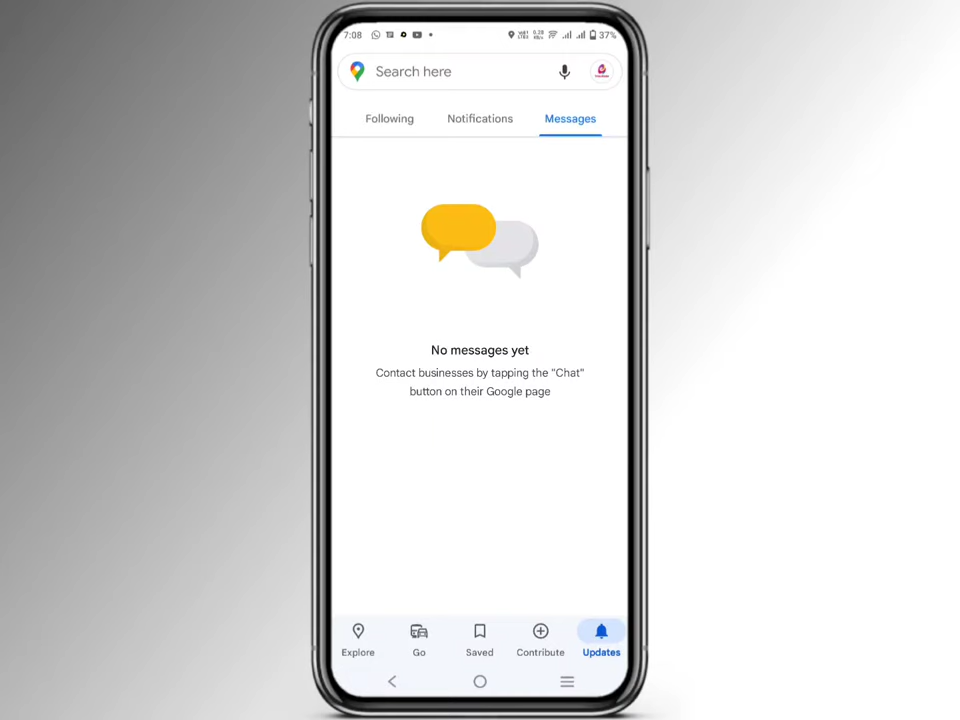 7:08
37%
Search here
Following Notifications Messages
No messages yet
Contact businesses by tapping the "Chat"
button on their Google page
Explore Go Saved Contribute Updates